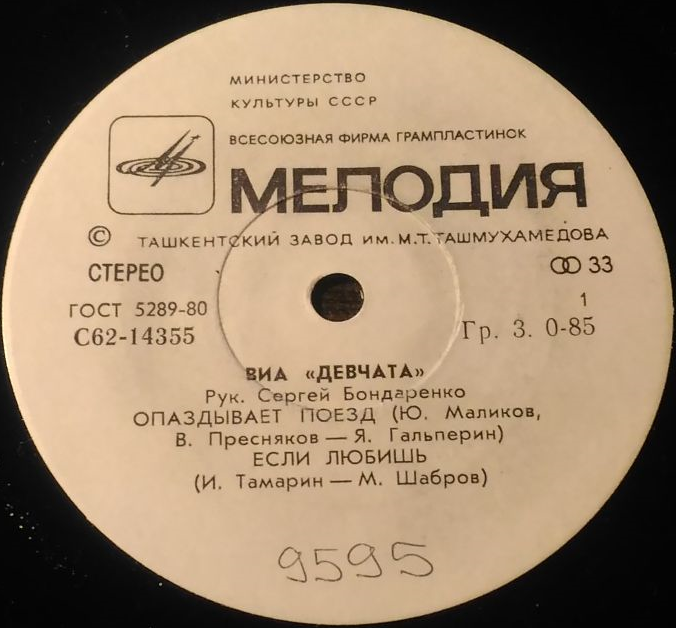 МИНИСТЕРСТВО
КУЛЬТУРЫ СССР
ВСЕСОЮЗНАЯ ФИРМА ГРАМПЛАСТИНОК
МЕЛОДИЯ
© ТАШКЕНТСКИЙ ЗАВОД ИМ. М.Т. ТАШМУХАМЕДОВА
СТЕРЕО 33
ГОСТ 5289-80 1
С62-14355 Гр. 3. 0-85
ВИА «ДЕВЧАТА»
Рук. Сергей Бондаренко
ОПАЗДЫВАЕТ ПОЕЗД (Ю. Маликов,
В. Пресняков — Я. Гальперин)
ЕСЛИ ЛЮБИШЬ
(И. Тамарин — М. Шабров)
9595